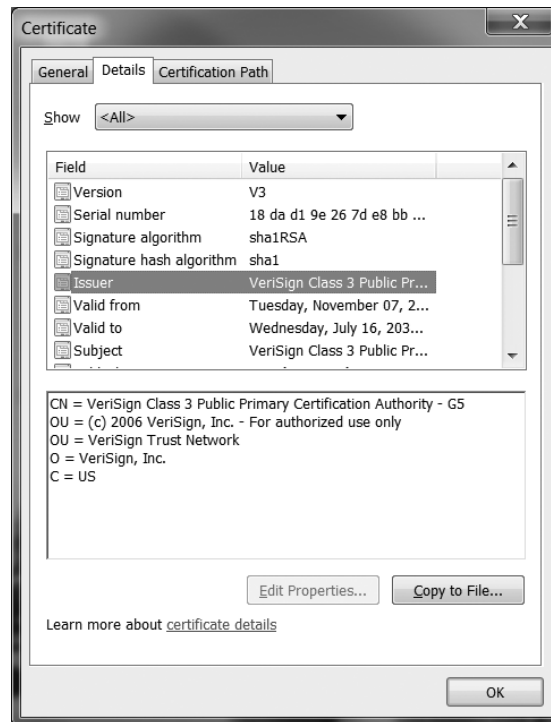 Certificate
X
General Details Certification Path
Show <All>
Field Value
Version V3
Serial number 18 da d1 9e 26 7d e8 bb ...
Signature algorithm sha1RSA
Signature hash algorithm sha1
Issuer VeriSign Class 3 Public Pr...
Valid from Tuesday, November 07, 2...
Valid to Wednesday, July 16, 203...
Subject VeriSign Class 3 Public Pr...
CN = VeriSign Class 3 Public Primary Certification Authority - G5
OU = (c) 2006 VeriSign, Inc. - For authorized use only
OU = VeriSign Trust Network
O = VeriSign, Inc.
C = US
Edit Properties... Copy to File...
Learn more about certificate details
OK